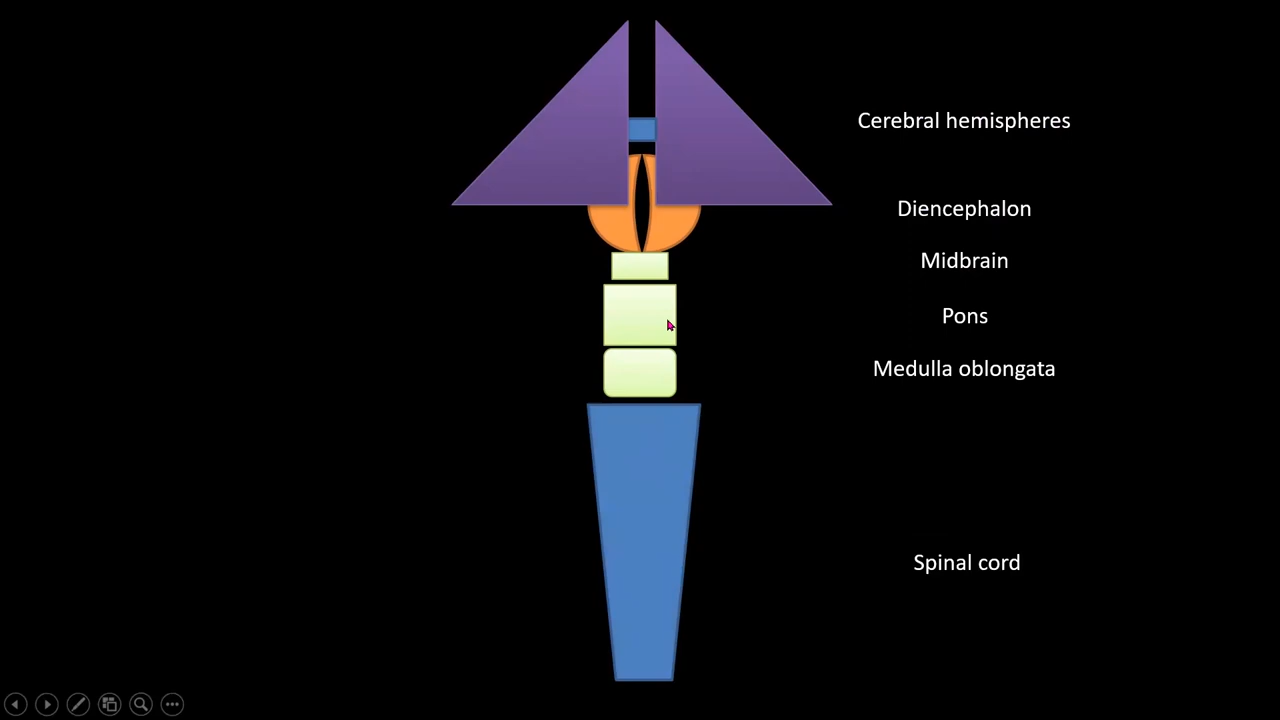 Cerebral hemispheres
Diencephalon
Midbrain
Pons
Medulla oblongata
Spinal cord